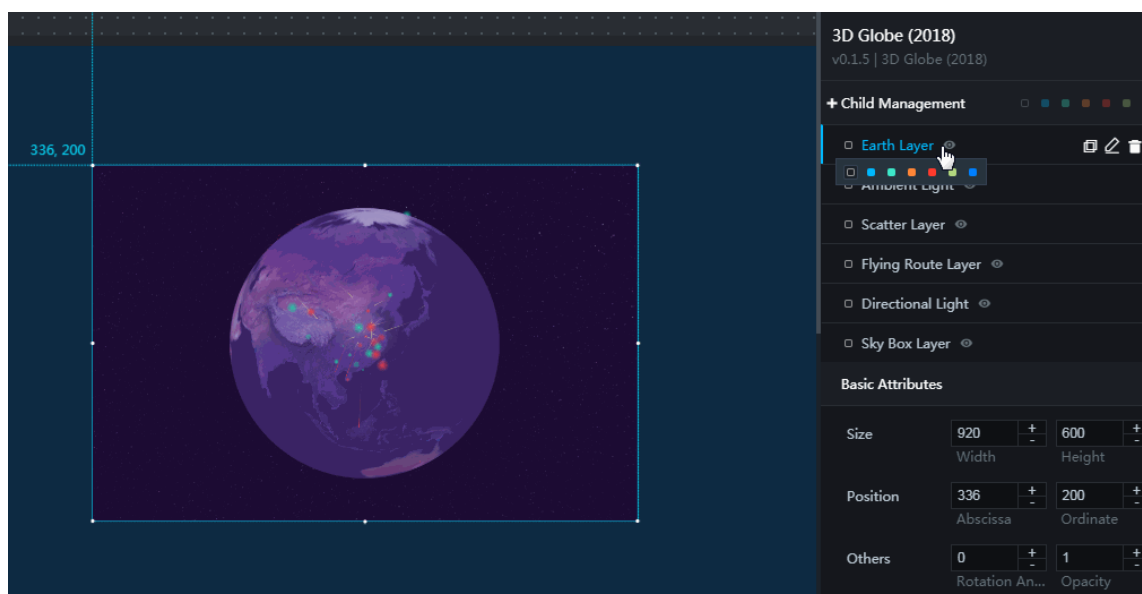 3D Globe (2018)
v0.1.5 | 3D Globe (2018)
+ Child Management
336, 200
Earth Layer
Ambient Light
Scatter Layer
Flying Route Layer
Directional Light
Sky Box Layer
Basic Attributes
Size 920 + - 600 + -
Width Height
Position 336 + - 200 + -
Abscissa Ordinate
Others 0 + - 1 + -
Rotation An... Opacity